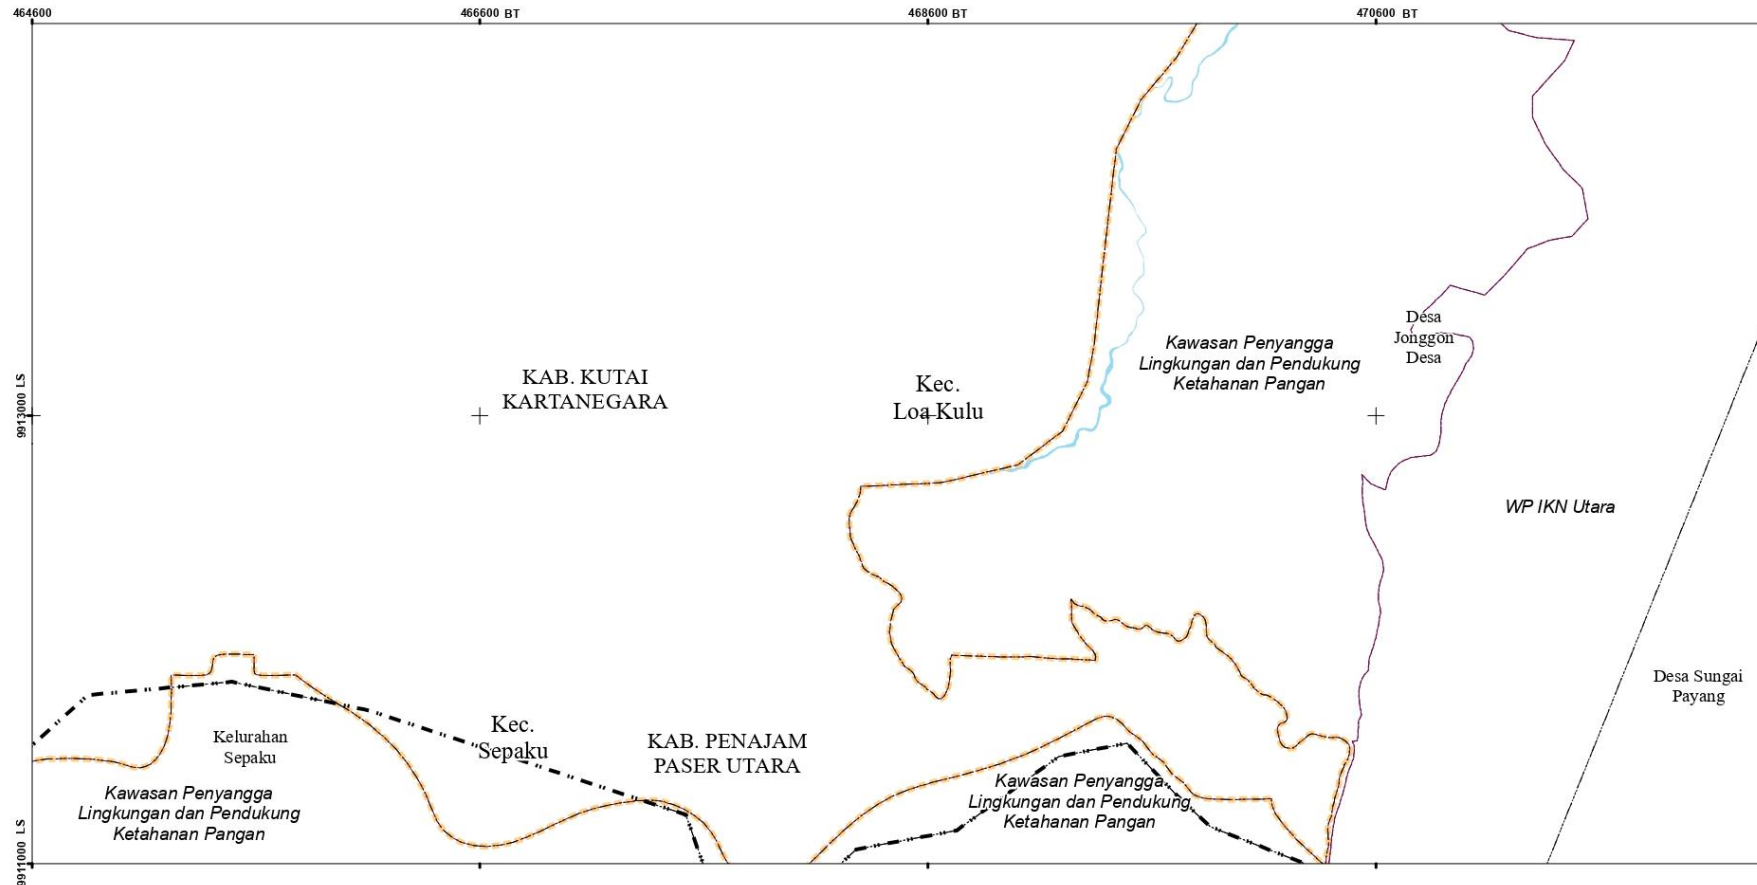 464600
466600 BT
468600 BT
470600 BT
9913000 LS
9911000 LS
KAB. KUTAI
KARTANEGARA
Kec.
Loa Kulu
Kawasan Penyangga
Lingkungan dan Pendukung
Ketahanan Pangan
Desa
Jonggon
Desa
WP IKN Utara
Desa Sungai
Payang
Kelurahan
Sepaku
Kec.
Sepaku
KAB. PENAJAM
PASER UTARA
Kawasan Penyangga
Lingkungan dan Pendukung
Ketahanan Pangan
Kawasan Penyangga
Lingkungan dan Pendukung
Ketahanan Pangan